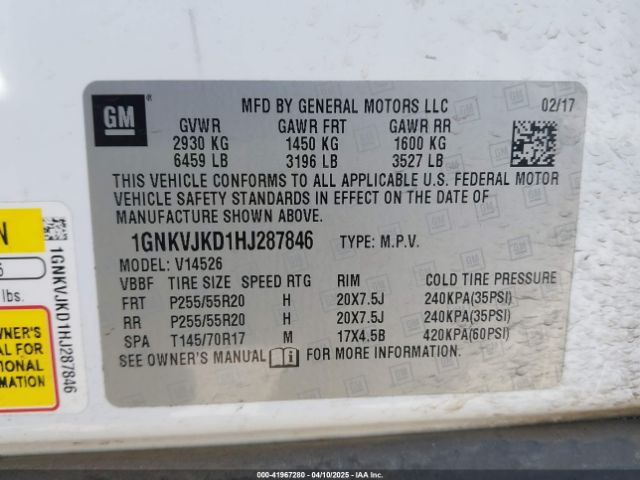 GM
®
MFD BY GENERAL MOTORS LLC 02/17
GVWR GAWR FRT GAWR RR
2930 KG 1450 KG 1600 KG
6459 LB 3196 LB 3527 LB
THIS VEHICLE CONFORMS TO ALL APPLICABLE U.S. FEDERAL MOTOR
VEHICLE SAFETY STANDARDS IN EFFECT ON THE DATE OF
MANUFACTURE SHOWN ABOVE.
1GNKVJKD1HJ287846 TYPE: M.P.V.
MODEL: V14526
VBBF TIRE SIZE SPEED RTG RIM COLD TIRE PRESSURE
FRT P255/55R20 H 20X7.5J 240KPA(35PSI)
RR P255/55R20 H 20X7.5J 240KPA(35PSI)
SPA T145/70R17 M 17X4.5B 420KPA(60PSI)
SEE OWNER'S MANUAL FOR MORE INFORMATION.
N
lbs.
OWNER'S
AL FOR
TIONAL
MATION
1GNKVJKD1HJ287846
000-41967280 - 04/10/2025 - IAAI.COM